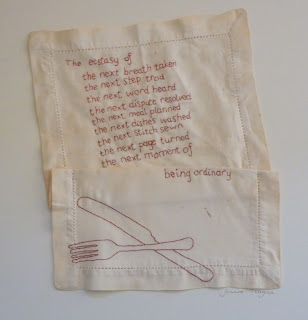 The ecstasy of
the next breath taken
the next step trod
the next word heard
the next dispute resolved
the next meal planned
the next dishes washed
the next stitch sewn
the next page turned
the next moment of
being ordinary